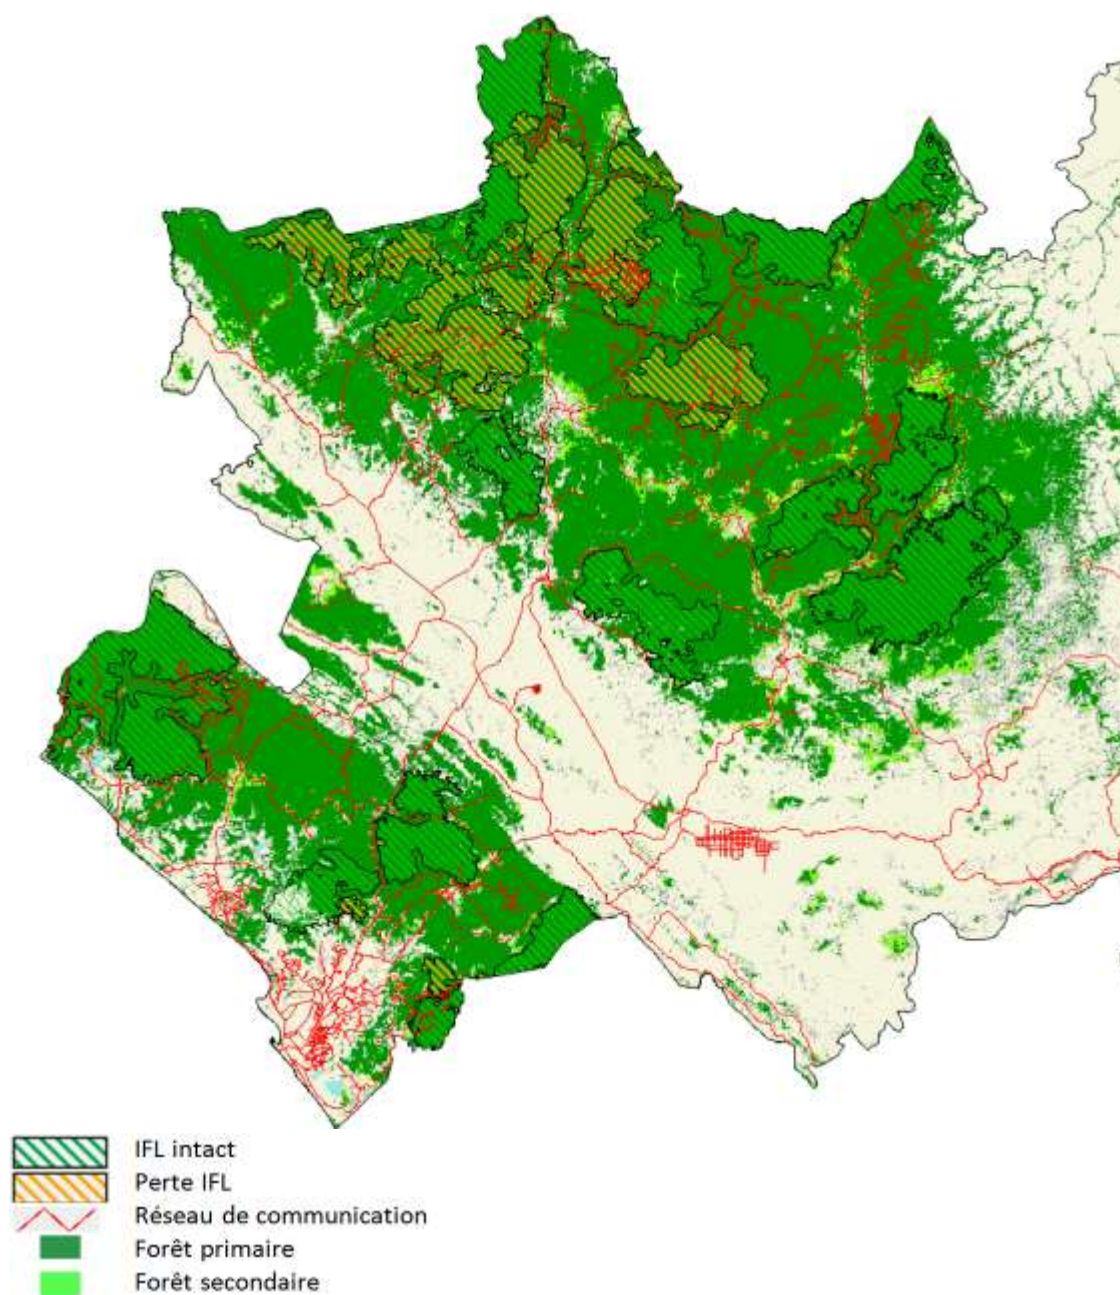 IFL intact
Perte IFL
Réseau de communication
Forêt primaire
Forêt secondaire